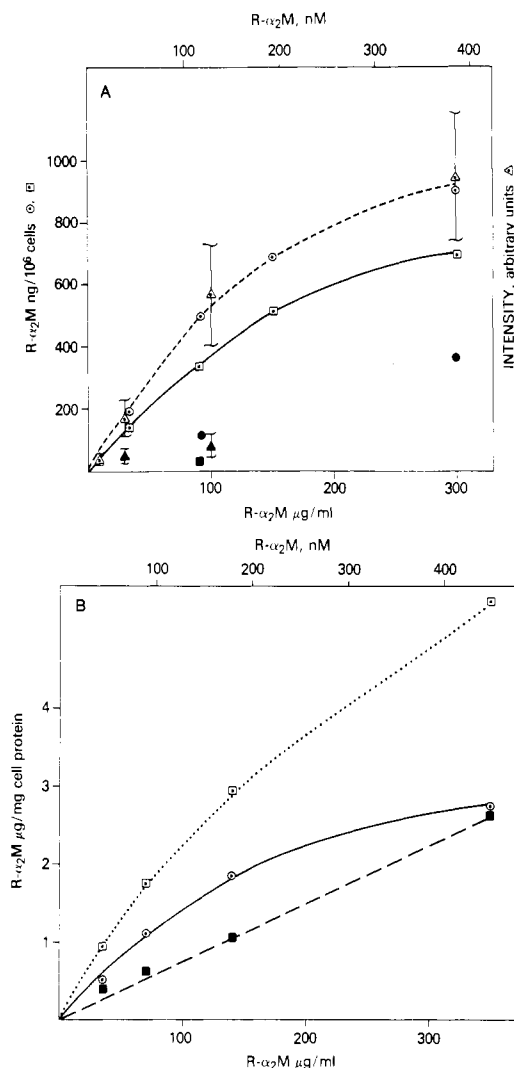 R-α₂M, nM
100 200 300 400
A
1000
800
600
400
200
R-α₂M ng/10⁶ cells ⊙, ⊡
INTENSITY, arbitrary units △
100 200 300
R-α₂M μg/ml
R-α₂M, nM
100 200 300 400
B
4
3
2
1
R-α₂M μg/mg cell protein
100 200 300
R-α₂M μg/ml